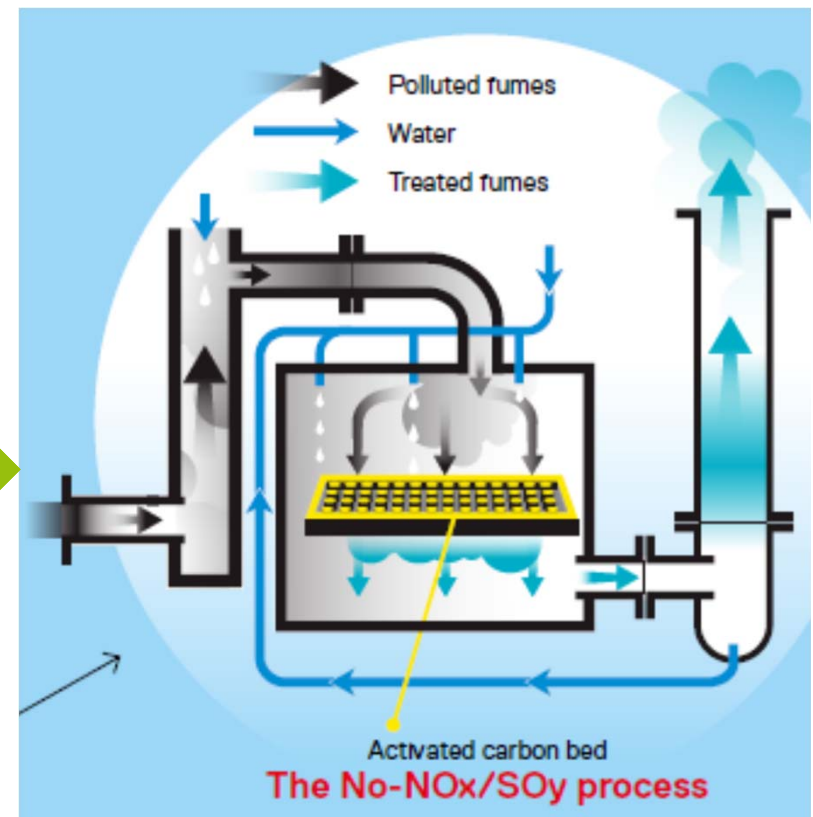 Polluted fumes
Water
Treated fumes
Activated carbon bed
The No-NOx/SOy process